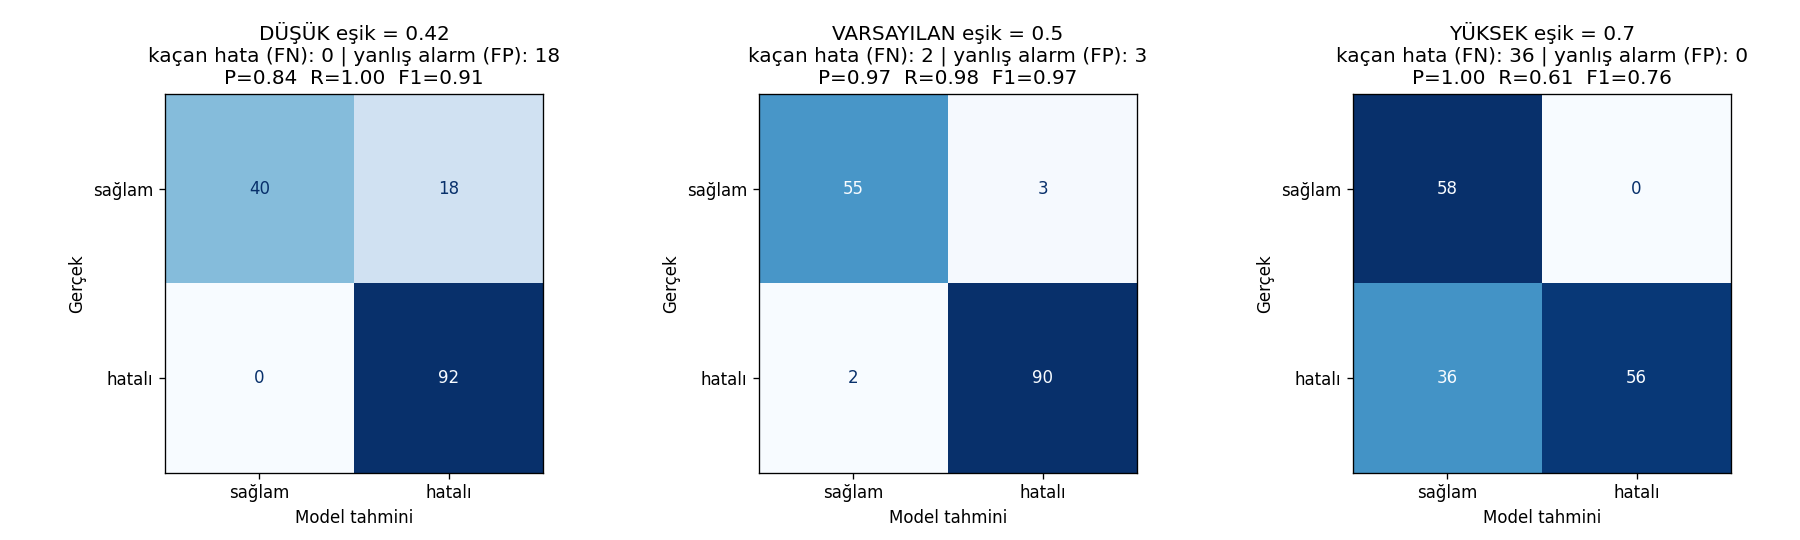 DÜŞÜK eşik = 0.42
kaçan hata (FN): 0 | yanlış alarm (FP): 18
P=0.84 R=1.00 F1=0.91
sağlam
40
18
Gerçek
hatalı
0
92
sağlam
hatalı
Model tahmini
VARSAYILAN eşik = 0.5
kaçan hata (FN): 2 | yanlış alarm (FP): 3
P=0.97 R=0.98 F1=0.97
sağlam
55
3
Gerçek
hatalı
2
90
sağlam
hatalı
Model tahmini
YÜKSEK eşik = 0.7
kaçan hata (FN): 36 | yanlış alarm (FP): 0
P=1.00 R=0.61 F1=0.76
sağlam
58
0
Gerçek
hatalı
36
56
sağlam
hatalı
Model tahmini